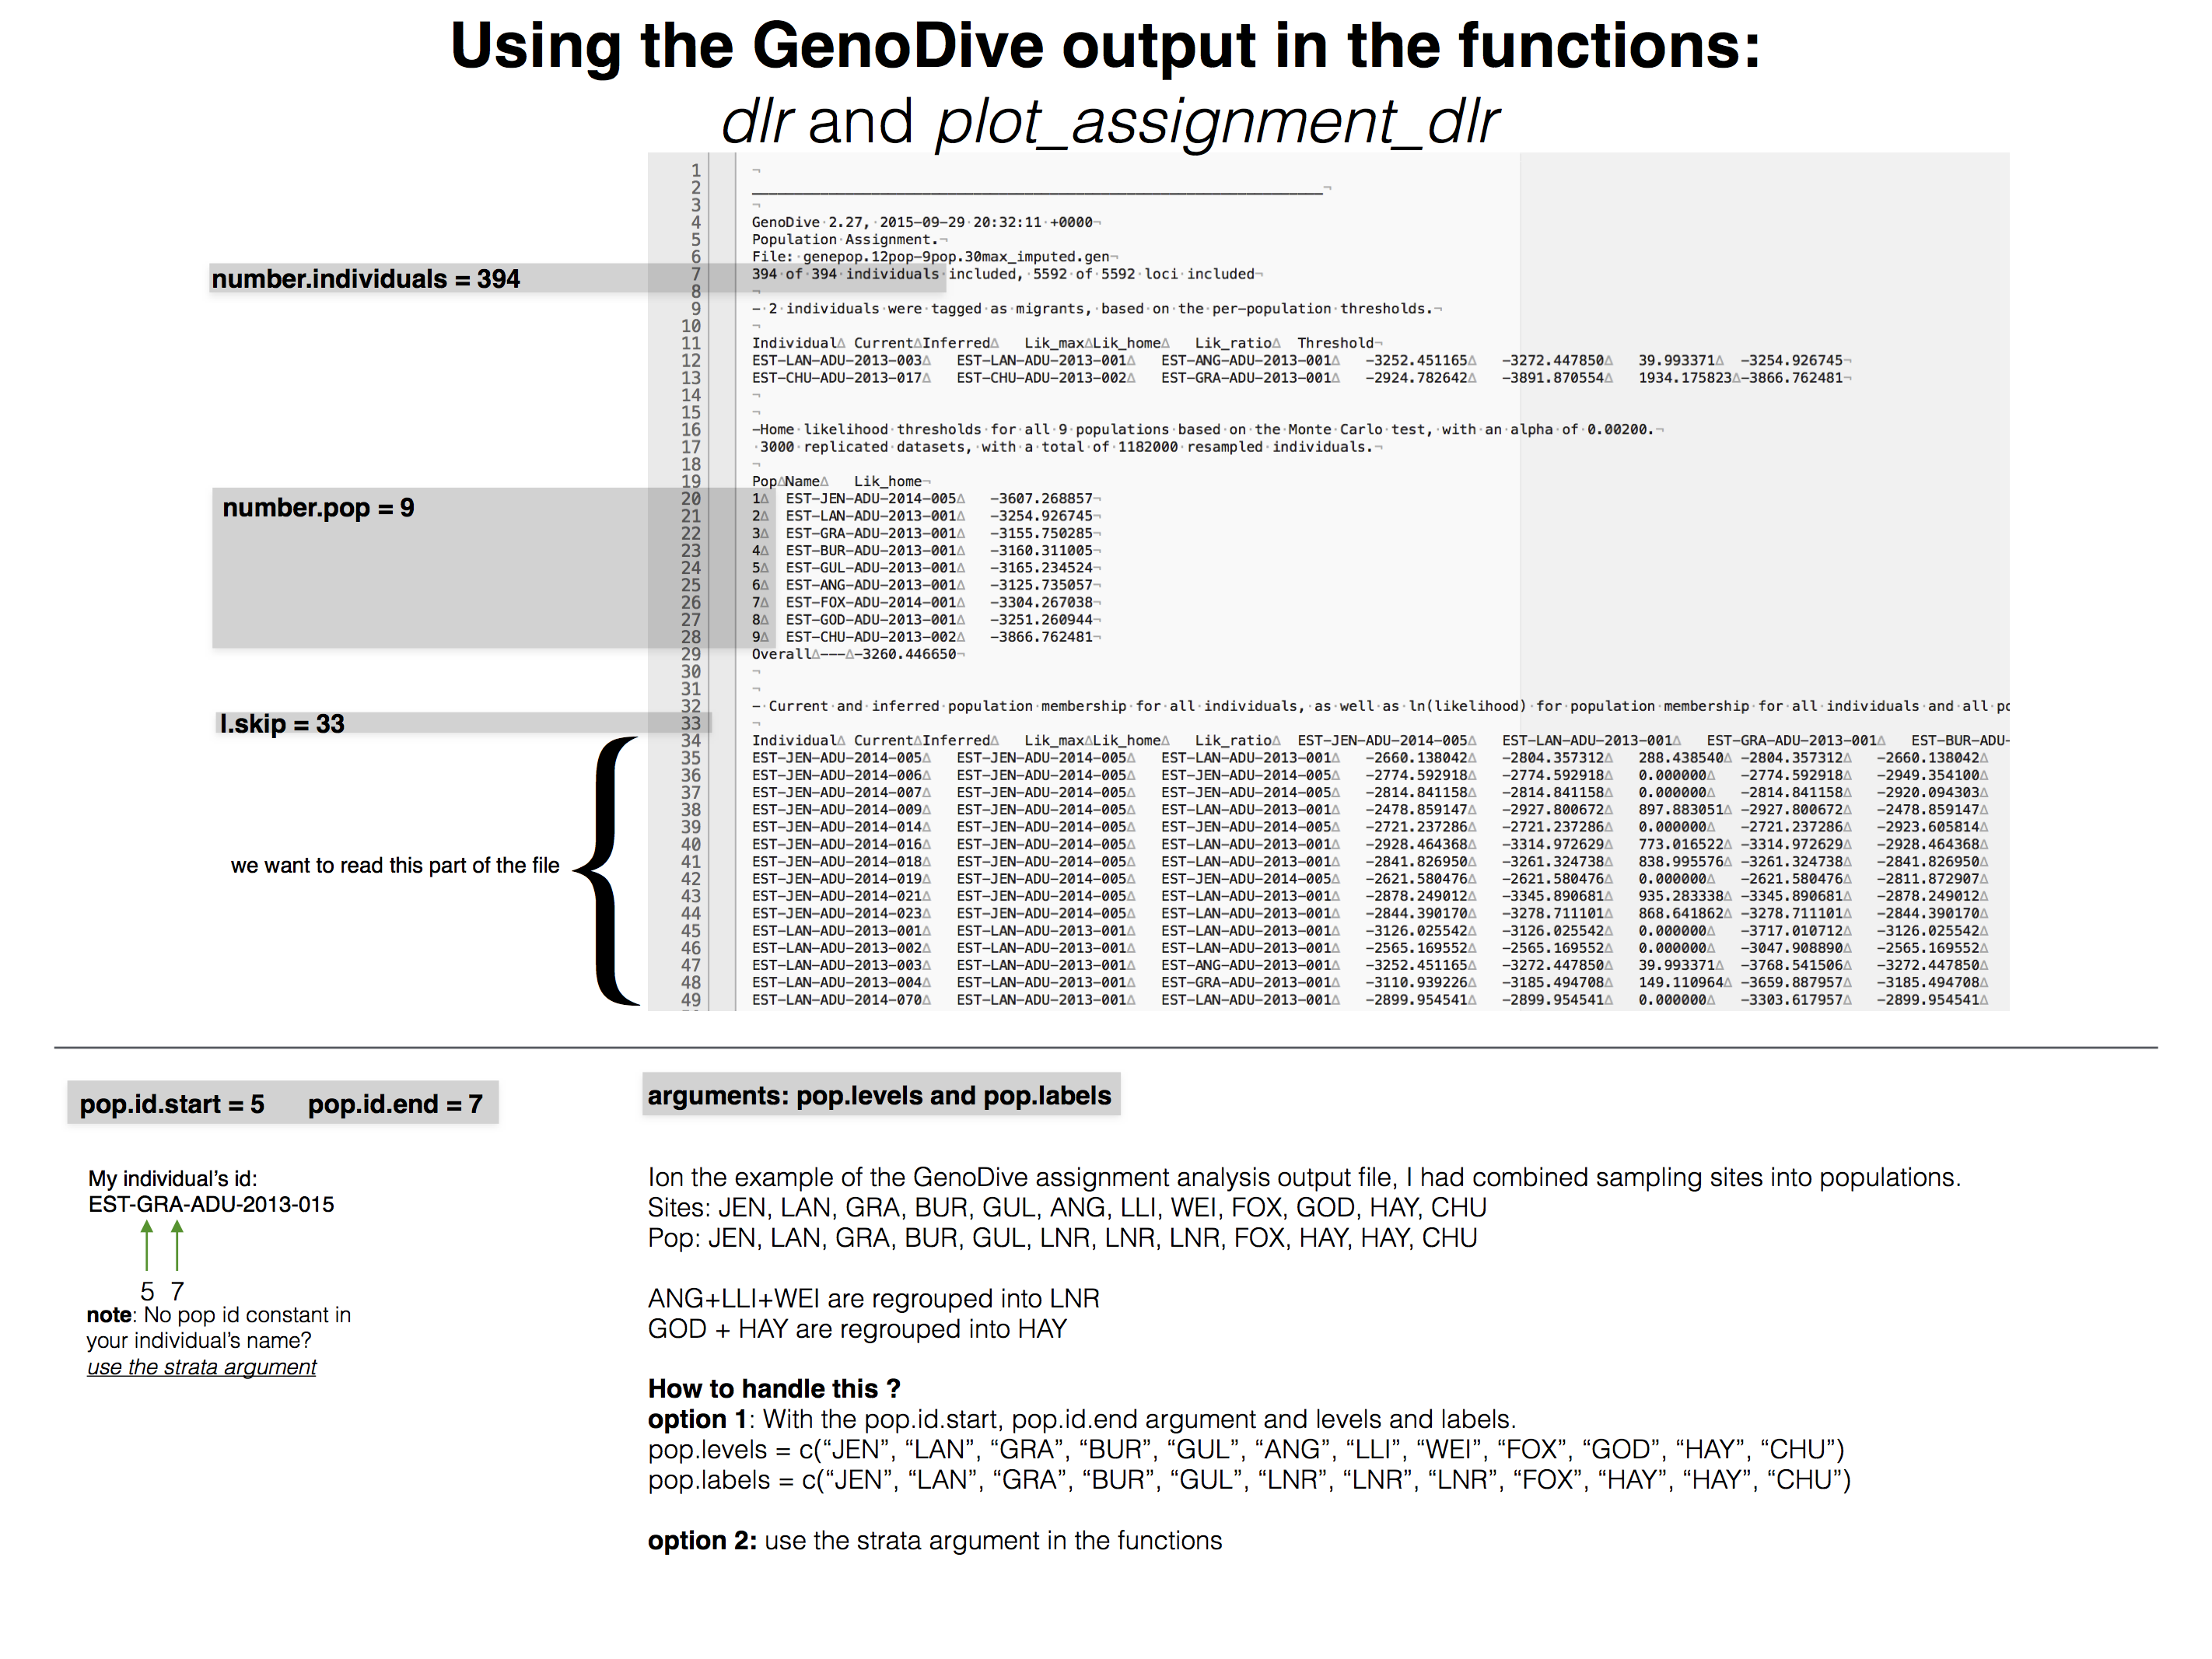 Using the GenoDive output in the functions:
dlr and plot_assignment_dlr
1 ¬
2 ___________________________________________________________________¬
3 ¬
4 GenoDive·2.27,·2015-09-29·20:32:11·+0000¬
5 Population·Assignment.¬
6 File:·genepop.12pop-9pop.30max_imputed.gen¬
number.individuals = 394
7 394·of·394·individuals·included,·5592·of·5592·loci·included¬
8 ¬
9 -·2·individuals·were·tagged·as·migrants,·based·on·the·per-population·thresholds.¬
10 ¬
11 Individual∆ Current∆Inferred∆ Lik_max∆Lik_home∆ Lik_ratio∆ Threshold¬
12 EST-LAN-ADU-2013-003∆ EST-LAN-ADU-2013-001∆ EST-ANG-ADU-2013-001∆ -3252.451165∆ -3272.447850∆ 39.993371∆ -3254.926745¬
13 EST-CHU-ADU-2013-017∆ EST-CHU-ADU-2013-002∆ EST-GRA-ADU-2013-001∆ -2924.782642∆ -3891.870554∆ 1934.175823∆-3866.762481¬
14 ¬
15 ¬
16 -Home·likelihood·thresholds·for·all·9·populations·based·on·the·Monte·Carlo·test,·with·an·alpha·of·0.00200.¬
17 ·3000·replicated·datasets,·with·a·total·of·1182000·resampled·individuals.¬
18 ¬
19 Pop∆Name∆ Lik_home¬
number.pop = 9
20 1∆ EST-JEN-ADU-2014-005∆ -3607.268857¬
21 2∆ EST-LAN-ADU-2013-001∆ -3254.926745¬
22 3∆ EST-GRA-ADU-2013-001∆ -3155.750285¬
23 4∆ EST-BUR-ADU-2013-001∆ -3160.311005¬
24 5∆ EST-GUL-ADU-2013-001∆ -3165.234524¬
25 6∆ EST-ANG-ADU-2013-001∆ -3125.735057¬
26 7∆ EST-FOX-ADU-2014-001∆ -3304.267038¬
27 8∆ EST-GOD-ADU-2013-001∆ -3251.260944¬
28 9∆ EST-CHU-ADU-2013-002∆ -3866.762481¬
29 Overall∆---∆-3260.446650¬
30 ¬
31 ¬
32 -·Current·and·inferred·population·membership·for·all·individuals,·as·well·as·ln(likelihood)·for·population·membership·for·all·individuals·and·all·po
l.skip = 33
33 ¬
34 Individual∆ Current∆Inferred∆ Lik_max∆Lik_home∆ Lik_ratio∆ EST-JEN-ADU-2014-005∆ EST-LAN-ADU-2013-001∆ EST-GRA-ADU-2013-001∆ EST-BUR-ADU-
35 EST-JEN-ADU-2014-005∆ EST-JEN-ADU-2014-005∆ EST-LAN-ADU-2013-001∆ -2660.138042∆ -2804.357312∆ 288.438540∆ -2804.357312∆ -2660.138042∆
36 EST-JEN-ADU-2014-006∆ EST-JEN-ADU-2014-005∆ EST-JEN-ADU-2014-005∆ -2774.592918∆ -2774.592918∆ 0.000000∆ -2774.592918∆ -2949.354100∆
37 EST-JEN-ADU-2014-007∆ EST-JEN-ADU-2014-005∆ EST-JEN-ADU-2014-005∆ -2814.841158∆ -2814.841158∆ 0.000000∆ -2814.841158∆ -2920.094303∆
38 EST-JEN-ADU-2014-009∆ EST-JEN-ADU-2014-005∆ EST-LAN-ADU-2013-001∆ -2478.859147∆ -2927.800672∆ 897.883051∆ -2927.800672∆ -2478.859147∆
39 EST-JEN-ADU-2014-014∆ EST-JEN-ADU-2014-005∆ EST-JEN-ADU-2014-005∆ -2721.237286∆ -2721.237286∆ 0.000000∆ -2721.237286∆ -2923.605814∆
40 EST-JEN-ADU-2014-016∆ EST-JEN-ADU-2014-005∆ EST-LAN-ADU-2013-001∆ -2928.464368∆ -3314.972629∆ 773.016522∆ -3314.972629∆ -2928.464368∆
we want to read this part of the file
41 EST-JEN-ADU-2014-018∆ EST-JEN-ADU-2014-005∆ EST-LAN-ADU-2013-001∆ -2841.826950∆ -3261.324738∆ 838.995576∆ -3261.324738∆ -2841.826950∆
42 EST-JEN-ADU-2014-019∆ EST-JEN-ADU-2014-005∆ EST-JEN-ADU-2014-005∆ -2621.580476∆ -2621.580476∆ 0.000000∆ -2621.580476∆ -2811.872907∆
43 EST-JEN-ADU-2014-021∆ EST-JEN-ADU-2014-005∆ EST-LAN-ADU-2013-001∆ -2878.249012∆ -3345.890681∆ 935.283338∆ -3345.890681∆ -2878.249012∆
44 EST-JEN-ADU-2014-023∆ EST-JEN-ADU-2014-005∆ EST-LAN-ADU-2013-001∆ -2844.390170∆ -3278.711101∆ 868.641862∆ -3278.711101∆ -2844.390170∆
45 EST-LAN-ADU-2013-001∆ EST-LAN-ADU-2013-001∆ EST-LAN-ADU-2013-001∆ -3126.025542∆ -3126.025542∆ 0.000000∆ -3717.010712∆ -3126.025542∆
46 EST-LAN-ADU-2013-002∆ EST-LAN-ADU-2013-001∆ EST-LAN-ADU-2013-001∆ -2565.169552∆ -2565.169552∆ 0.000000∆ -3047.908890∆ -2565.169552∆
47 EST-LAN-ADU-2013-003∆ EST-LAN-ADU-2013-001∆ EST-ANG-ADU-2013-001∆ -3252.451165∆ -3272.447850∆ 39.993371∆ -3768.541506∆ -3272.447850∆
48 EST-LAN-ADU-2013-004∆ EST-LAN-ADU-2013-001∆ EST-GRA-ADU-2013-001∆ -3110.939226∆ -3185.494708∆ 149.110964∆ -3659.887957∆ -3185.494708∆
49 EST-LAN-ADU-2014-070∆ EST-LAN-ADU-2013-001∆ EST-LAN-ADU-2013-001∆ -2899.954541∆ -2899.954541∆ 0.000000∆ -3303.617957∆ -2899.954541∆
pop.id.start = 5 pop.id.end = 7
My individual’s id:
EST-GRA-ADU-2013-015
5 7
note: No pop id constant in
your individual’s name?
use the strata argument
arguments: pop.levels and pop.labels
Ion the example of the GenoDive assignment analysis output file, I had combined sampling sites into populations.
Sites: JEN, LAN, GRA, BUR, GUL, ANG, LLI, WEI, FOX, GOD, HAY, CHU
Pop: JEN, LAN, GRA, BUR, GUL, LNR, LNR, LNR, FOX, HAY, HAY, CHU
ANG+LLI+WEI are regrouped into LNR
GOD + HAY are regrouped into HAY
How to handle this ?
option 1: With the pop.id.start, pop.id.end argument and levels and labels.
pop.levels = c(“JEN”, “LAN”, “GRA”, “BUR”, “GUL”, “ANG”, “LLI”, “WEI”, “FOX”, “GOD”, “HAY”, “CHU”)
pop.labels = c(“JEN”, “LAN”, “GRA”, “BUR”, “GUL”, “LNR”, “LNR”, “LNR”, “FOX”, “HAY”, “HAY”, “CHU”)
option 2: use the strata argument in the functions